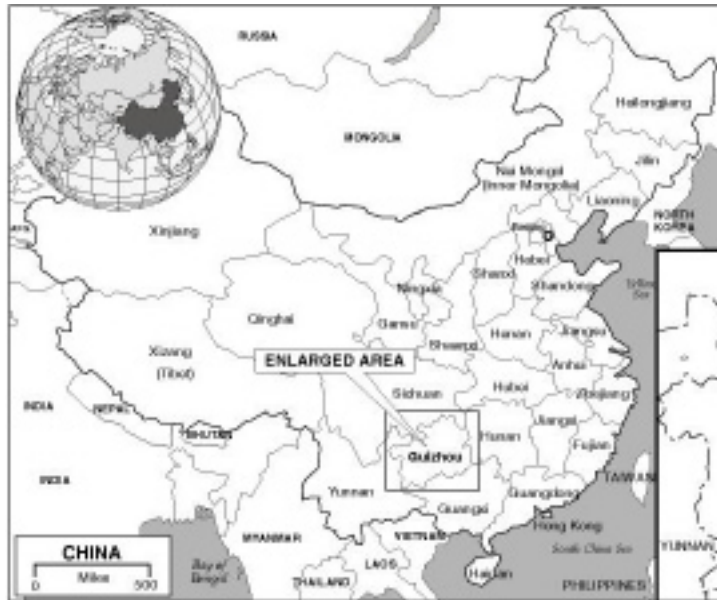 RUSSIA
MONGOLIA
Heilongjiang
Jilin
Nei Mongol
(Inner Mongolia)
Liaoning
NORTH
KOREA
Xinjiang
Beijing
Hebei
Shanxi
Shandong
Yellow
Sea
Ningxia
Qinghai
Gansu
Shaanxi
Henan
Jiangsu
Xizang
(Tibet)
ENLARGED AREA
Anhui
Sichuan
Hubei
Zhejiang
INDIA
NEPAL
BHUTAN
Guizhou
Hunan
Jiangxi
Fujian
INDIA
Yunnan
Guangxi
Guangdong
TAIWAN
Hong Kong
MYANMAR
VIETNAM
South China Sea
YUNNAN
CHINA
0 Miles 500
Bay of
Bengal
LAOS
THAILAND
Hainan
PHILIPPINES